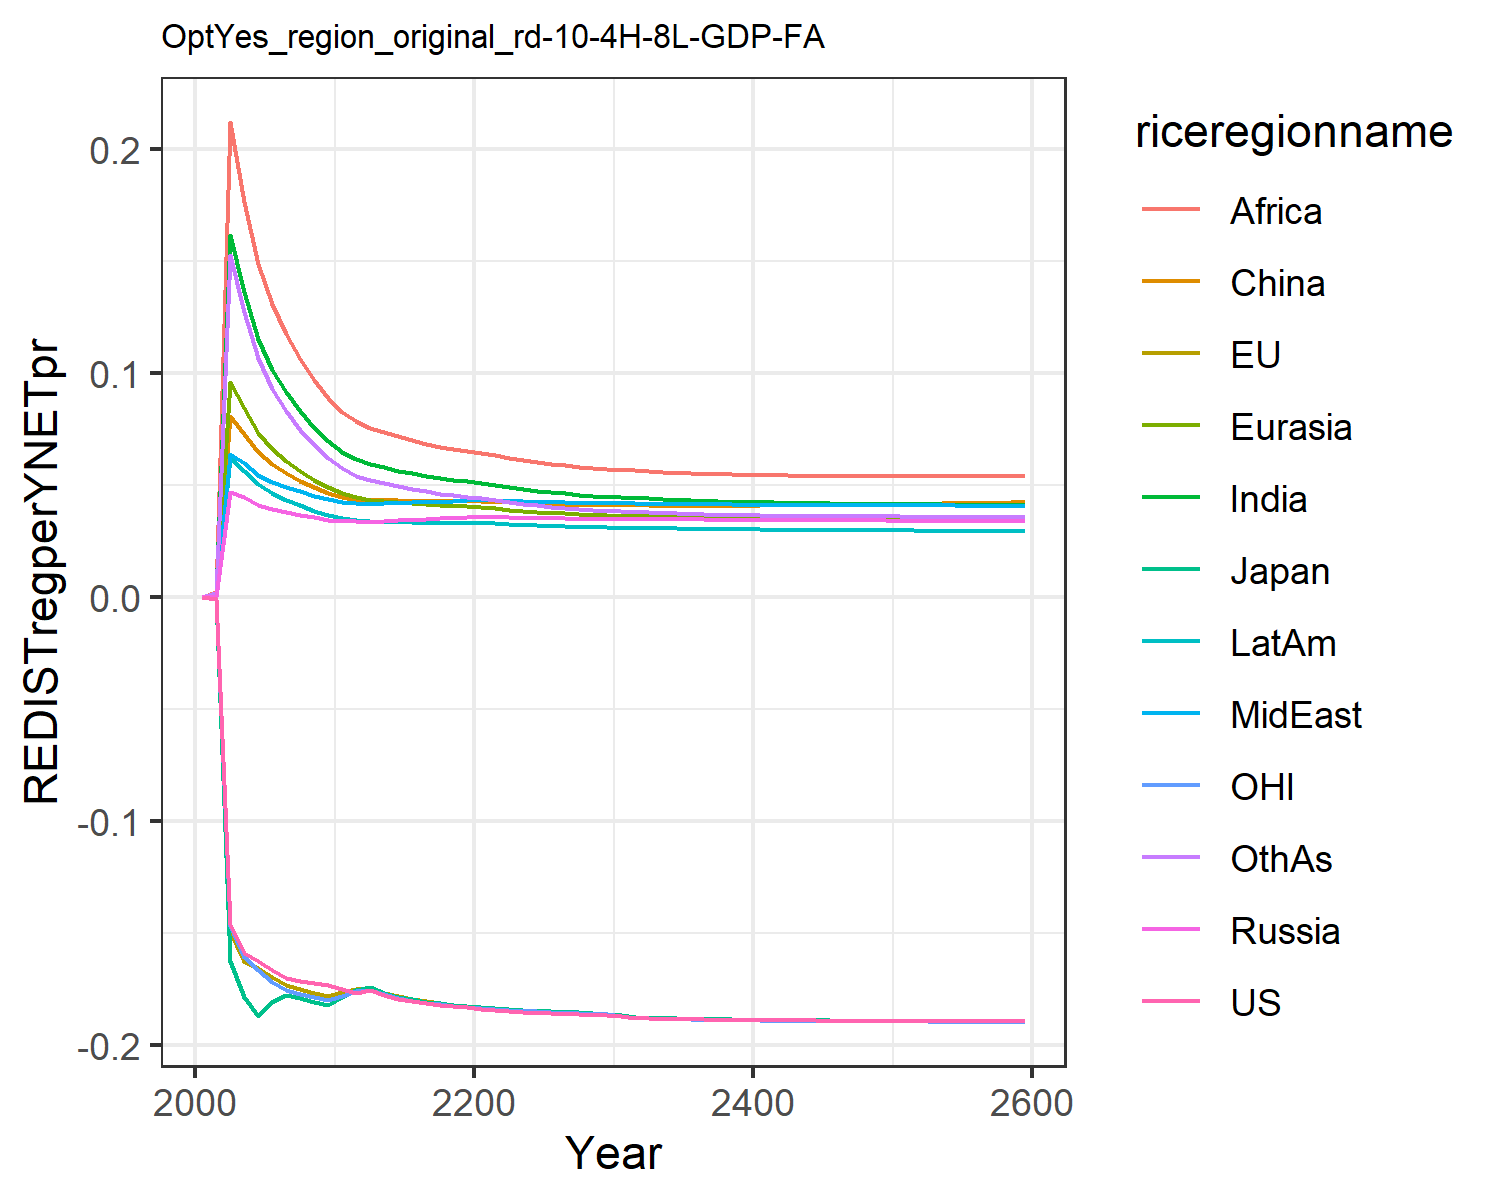 OptYes_region_original_rd-10-4H-8L-GDP-FA
REDISTregperYNETpr
0.2
0.1
0.0
-0.1
-0.2
2000
2200
2400
2600
Year
riceregionname
Africa
China
EU
Eurasia
India
Japan
LatAm
MidEast
OHI
OthAs
Russia
US